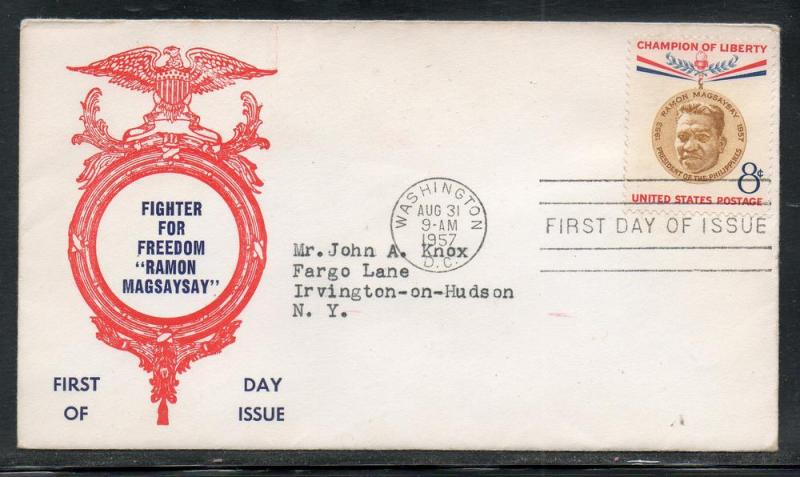 CHAMPION OF LIBERTY
RAMON MAGSAYSAY
1953 1957
PRESIDENT OF THE PHILIPPINES
8¢
UNITED STATES POSTAGE
FIGHTER
FOR
FREEDOM
"RAMON
MAGSAYSAY"
WASHINGTON
AUG 31
9-AM
1957
D.C.
FIRST DAY OF ISSUE
Mr. John A. Knox
Fargo Lane
Irvington-on-Hudson
N. Y.
FIRST DAY
OF ISSUE